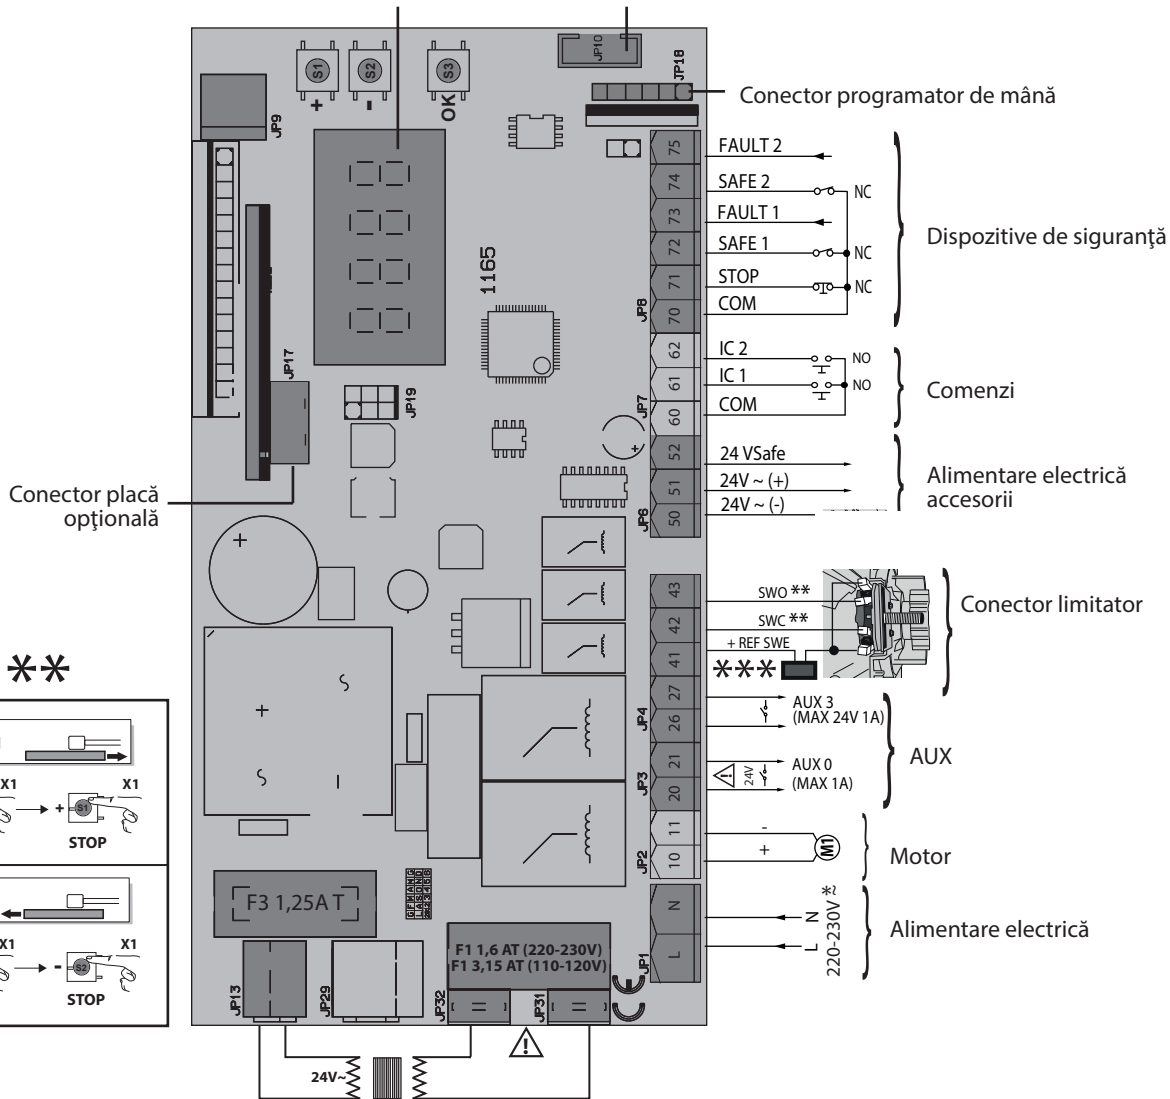 JP10
JP18
S1
S2
S3
+
-
OK
JP9
Conector programator de mână
75 FAULT 2
74 SAFE 2 NC
73 FAULT 1
72 SAFE 1 NC
71 STOP NC
70 COM
JP8
Dispozitive de siguranţă
1165
62 IC 2 NO
61 IC 1 NO
60 COM
JP7
Comenzi
JP17
JP19
52 24 VSafe
51 24V ~ (+)
50 24V ~ (-)
JP6
Alimentare electrică
accesorii
Conector placă
opţională
+
+
43 SWO **
42 SWC **
41 + REF SWE
***
Conector limitator
**
27
26
JP4
AUX 3
(MAX 24V 1A)
21
20
JP3
24V
AUX 0
(MAX 1A)
AUX
+
-
11 -
10 +
JP2
M1
Motor
X1
+ S1
X1
STOP
X1
- S2
X1
STOP
F3 1,25A T
GFMAMG
LASOND
N N
L L
220-230V *~
JP1
Alimentare electrică
F1 1,6 AT (220-230V)
F1 3,15 AT (110-120V)
JP13
JP29
JP32
JP31
CE
24V~